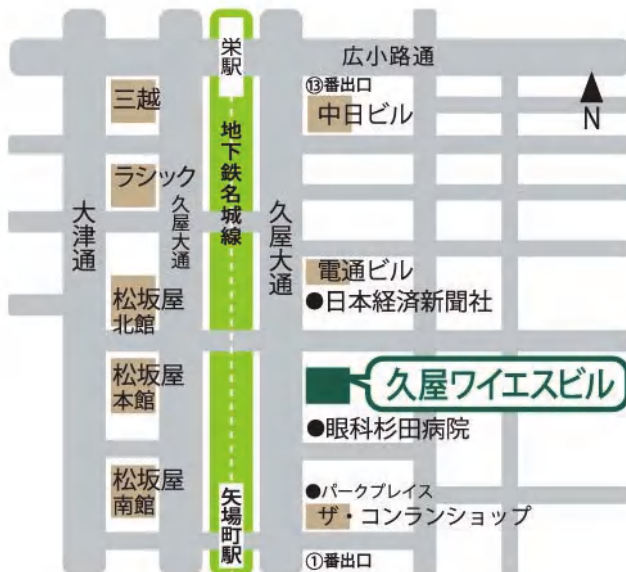 栄駅
広小路通
⑬番出口
三越
中日ビル
N
地下鉄名城線
ラシック
大津通
久屋大通
久屋大通
電通ビル
●日本経済新聞社
松坂屋
北館
松坂屋
本館
久屋ワイエスビル
●眼科杉田病院
松坂屋
南館
矢場町駅
●パークプレイス
ザ・コンランショップ
①番出口